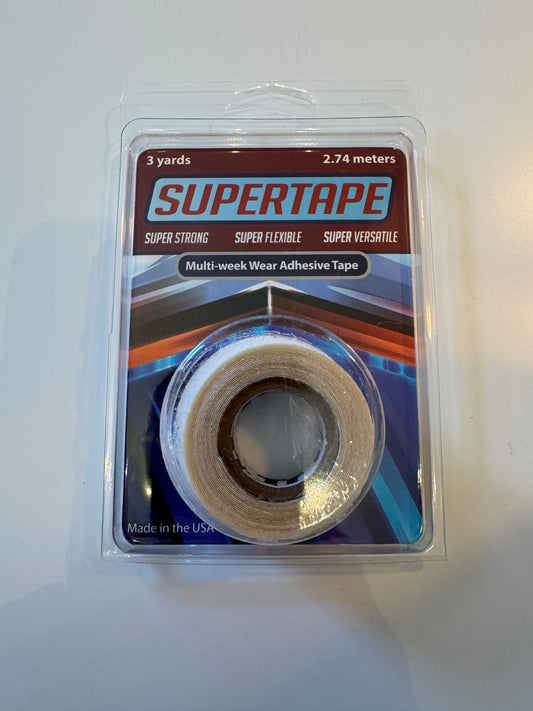 3 yards 2.74 meters
SUPERTAPE
SUPER STRONG SUPER FLEXIBLE SUPER VERSATILE
Multi-week Wear Adhesive Tape
Made in the USA